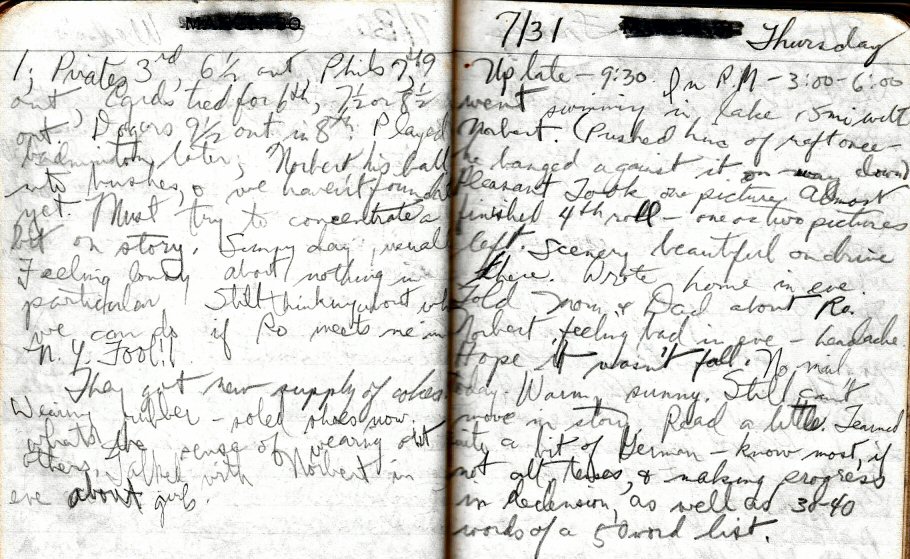 1; Pirates 3rd, 6½ out, Phils 7, 9
out, Cards tied for 6th, 7½ or 8½
out. Dogers 9½ out in 8th. Played
badminton later, Norbert his ball
into bushes, & we haven't found it
yet. Must try to concentrate a
bit on story. Sunny day, usual
Feeling lousy about nothing in
particular. Still thinking about what
we can do if Ro meets me in
N.Y. Fool!!
They got new supply of cokes
Wearing rubber-soled shoes now,
what's the sense of wearing out
others. Talked with Norbert in
eve about girls.
7/31
Thursday
Up late - 9:30. In P.M - 3:00-6:00
went swimming in lake 15 mi with
Norbert. (Pushed him of raft once-
he banged against it on way down)
Pleasant. Took one picture. Almost
finished 4th roll - one or two pictures
left. Scenery beautiful on drive
there. Wrote home in eve.
Told Mom & Dad about Ro.
Norbert feeling bad in eve - headache
Hope it wasn't fall. No mail
today. Warm, sunny. Still can't
move in story. Read a little. Learned
quite a bit of German - know most, if
not all tenses, & making progress
in declension, as well as 30-40
words of a 50 word list.